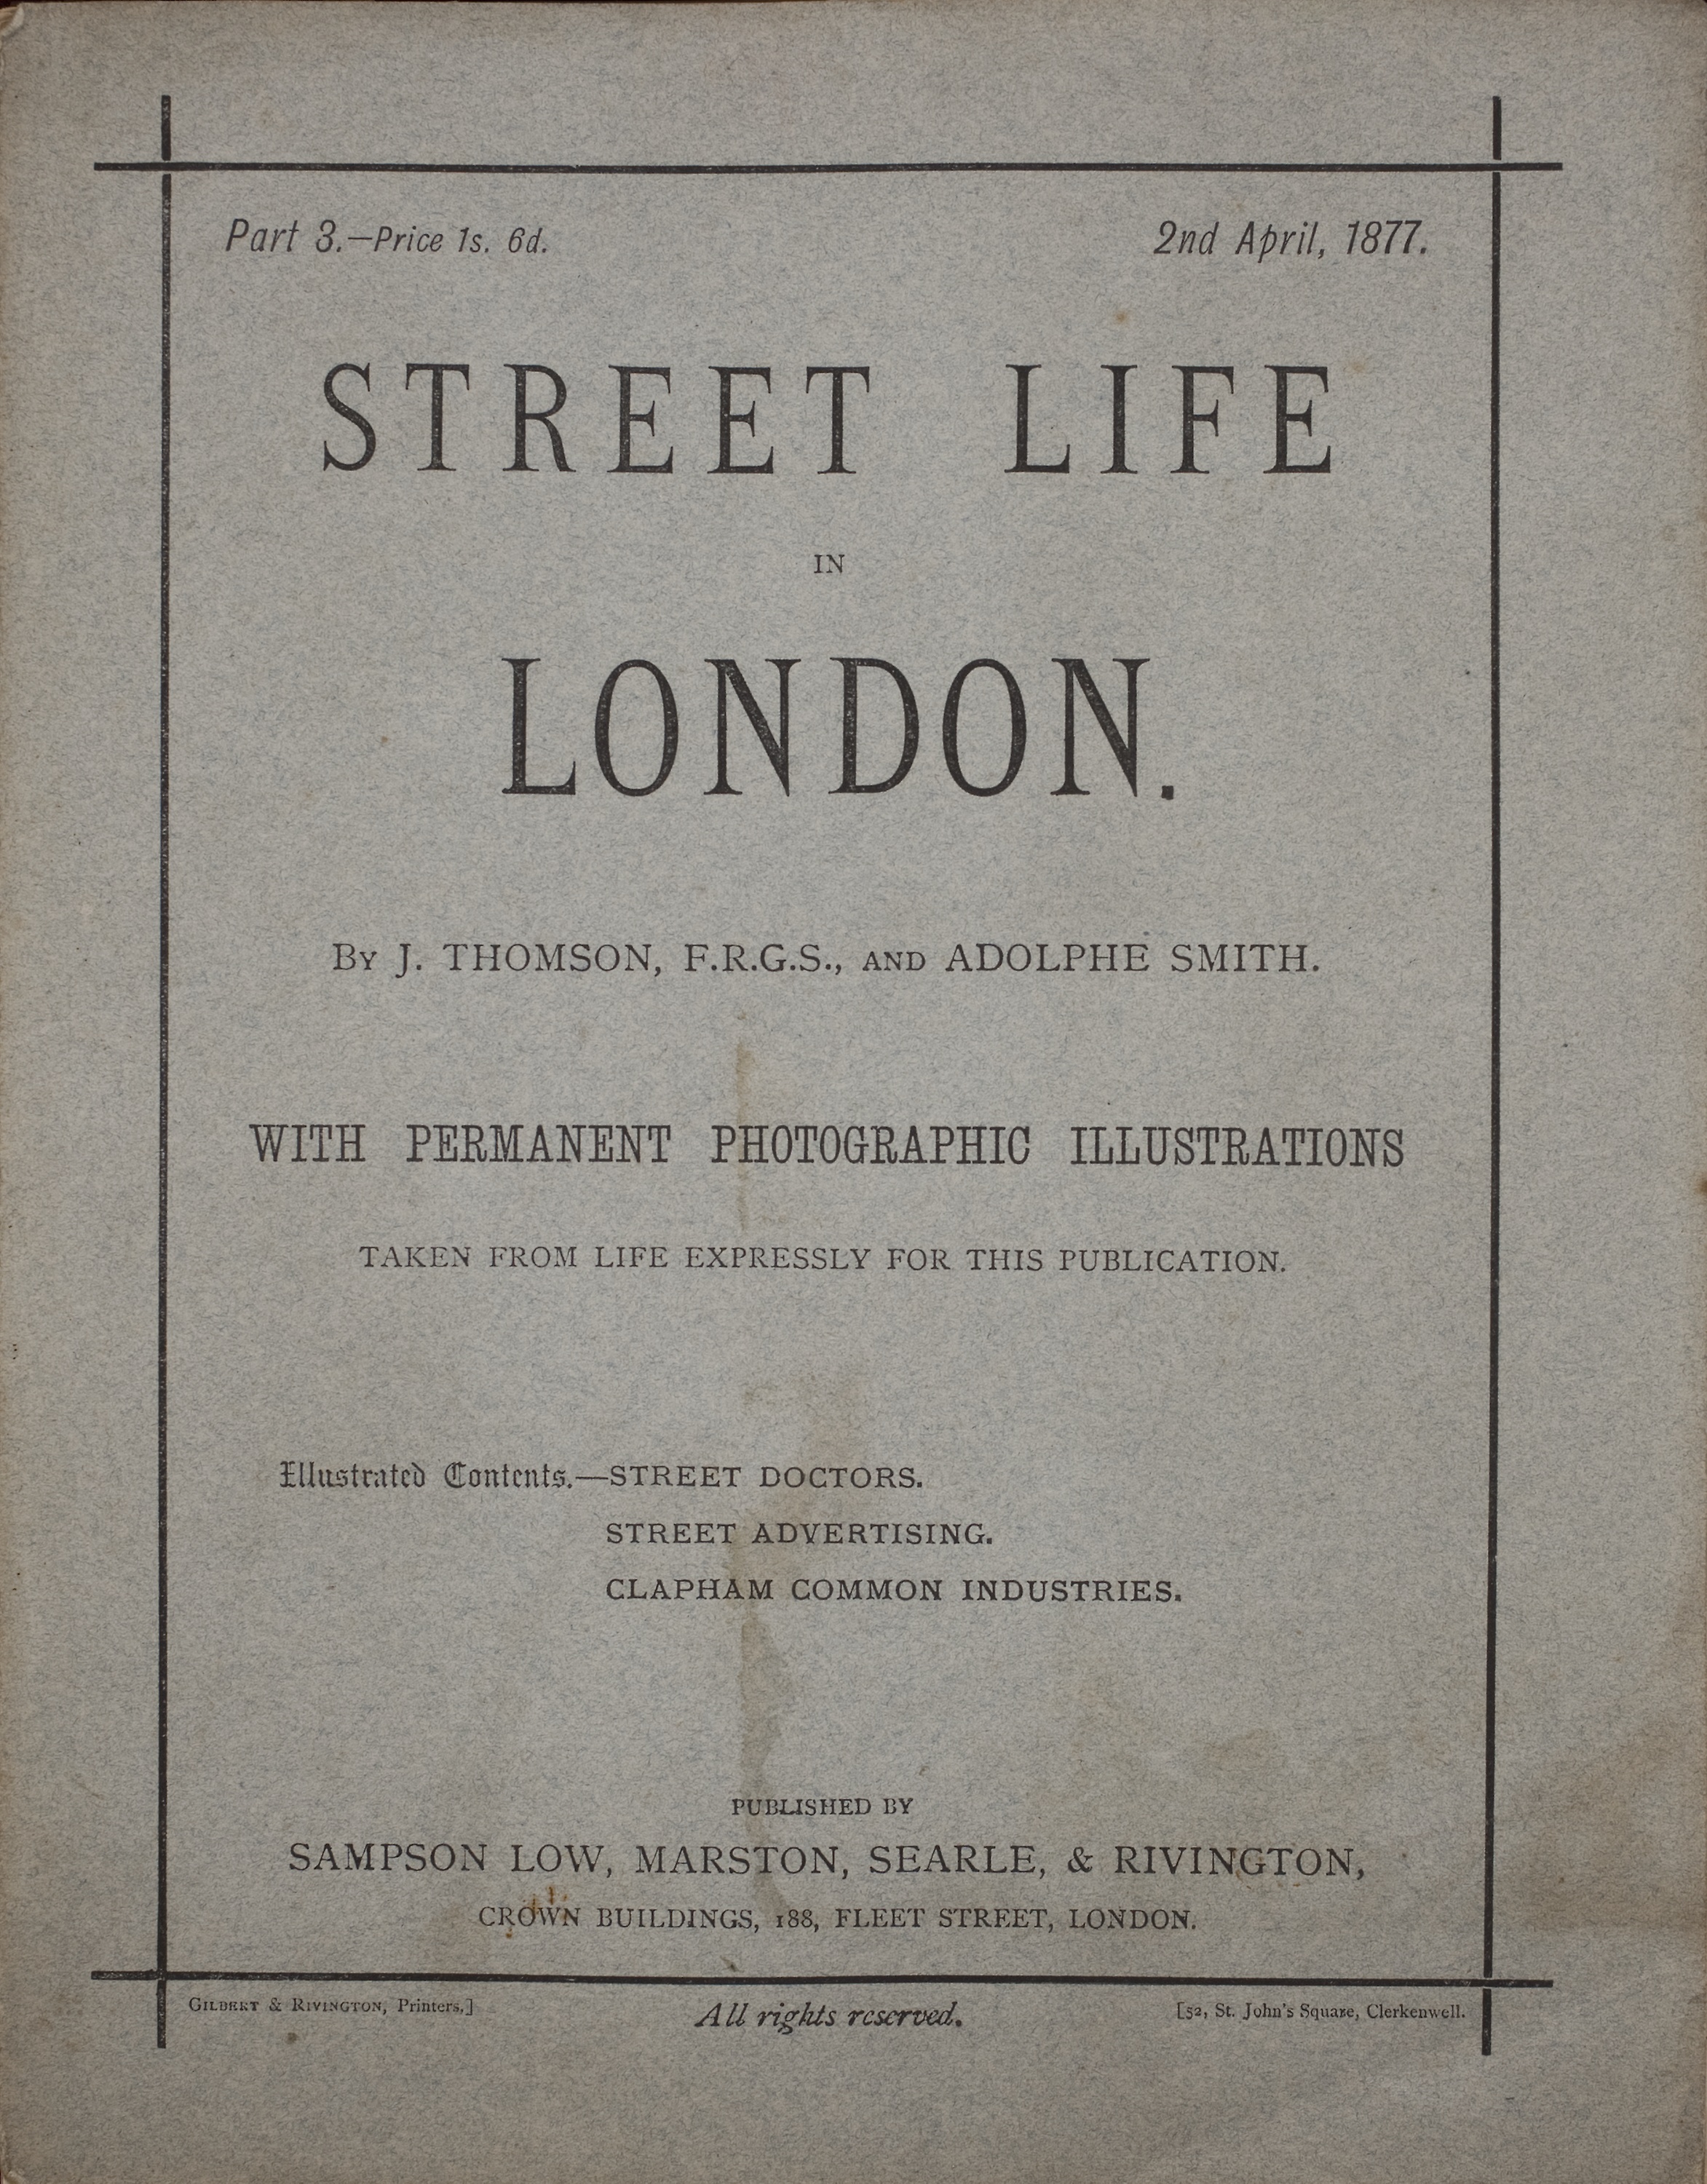 Part 3.—Price 1s. 6d. 2nd April, 1877.
STREET LIFE
IN
LONDON.
By J. THOMSON, F.R.G.S., AND ADOLPHE SMITH.
WITH PERMANENT PHOTOGRAPHIC ILLUSTRATIONS
TAKEN FROM LIFE EXPRESSLY FOR THIS PUBLICATION.
Illustrated Contents.—STREET DOCTORS.
STREET ADVERTISING.
CLAPHAM COMMON INDUSTRIES.
PUBLISHED BY
SAMPSON LOW, MARSTON, SEARLE, & RIVINGTON,
CROWN BUILDINGS, 188, FLEET STREET, LONDON.
GILBERT & RIVINGTON, Printers,] All rights reserved. [52, St. John's Square, Clerkenwell.